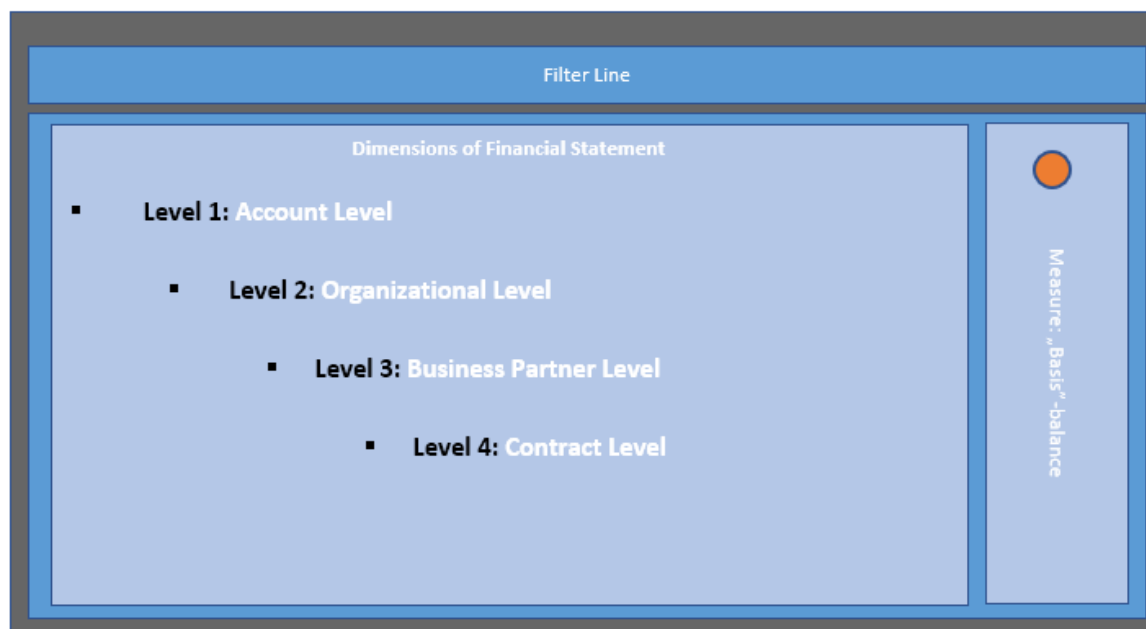 Filter Line
Dimensions of Financial Statement
▪ Level 1: Account Level
▪ Level 2: Organizational Level
▪ Level 3: Business Partner Level
▪ Level 4: Contract Level
Measure: „Basis“-balance